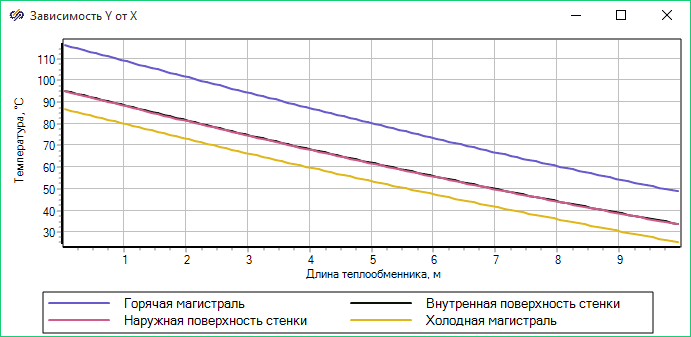 Зависимость Y от X
Температура, °C
110
100
90
80
70
60
50
40
30
1 2 3 4 5 6 7 8 9
Длина теплообменника, м
Горячая магистраль Внутренная поверхность стенки
Наружная поверхность стенки Холодная магистраль